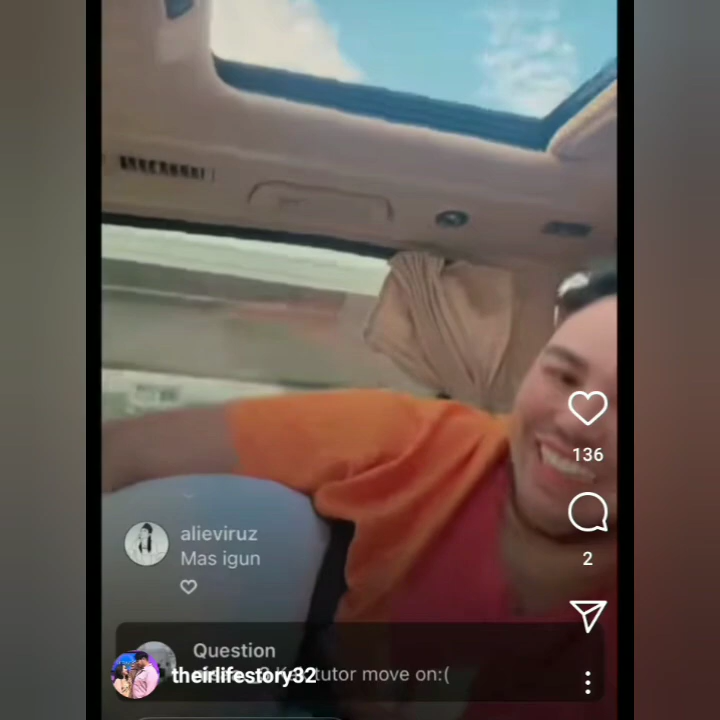 136
2
alieviruz
Mas igun
Question
theirlifestory32
tutor move on:(